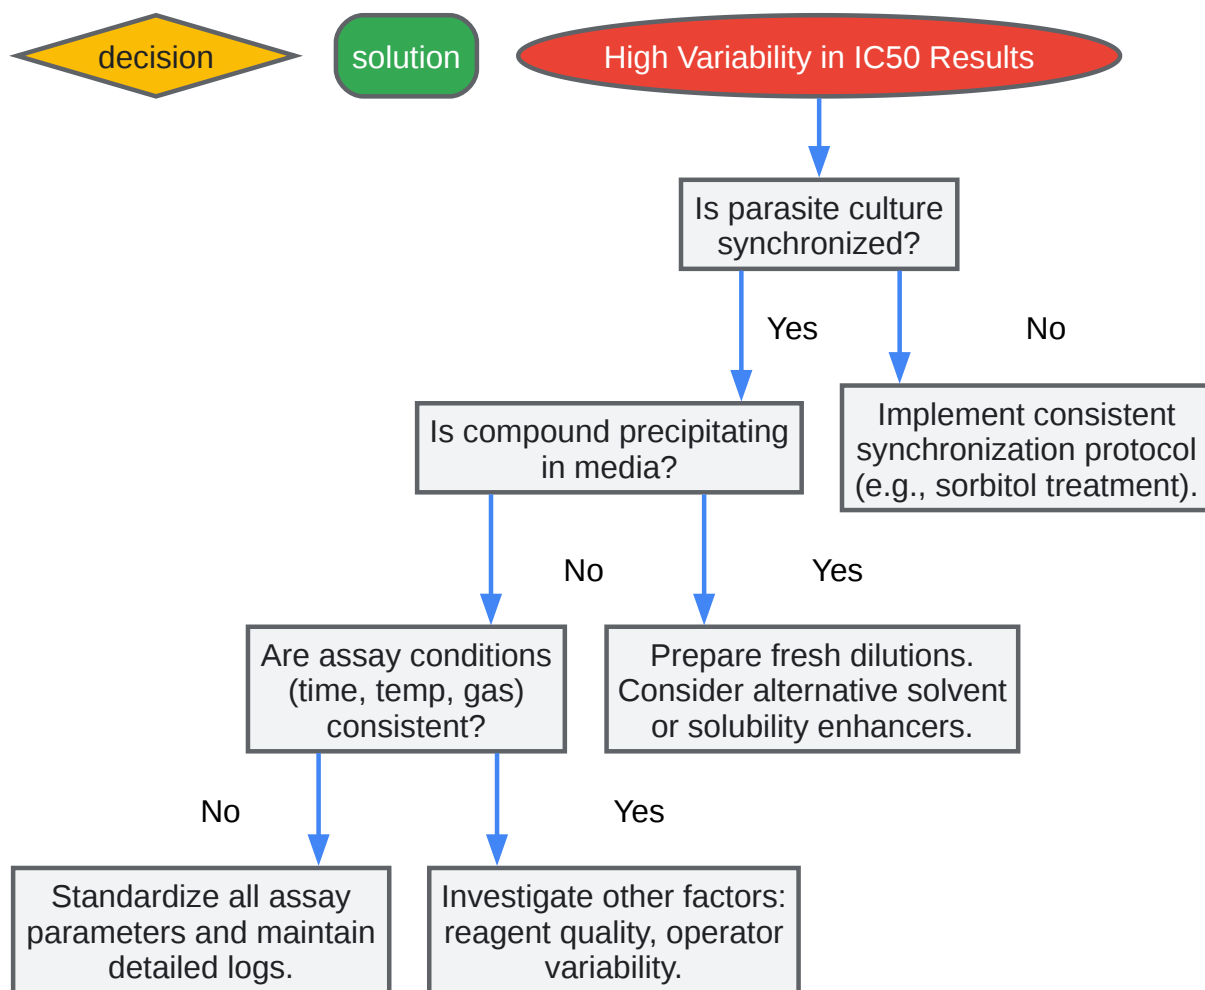 decision
solution
High Variability in IC50 Results
Is parasite culture
synchronized?
Yes
No
Is compound precipitating
in media?
Implement consistent
synchronization protocol
(e.g., sorbitol treatment).
No
Yes
Are assay conditions
(time, temp, gas)
consistent?
Prepare fresh dilutions.
Consider alternative solvent
or solubility enhancers.
No
Yes
Standardize all assay
parameters and maintain
detailed logs.
Investigate other factors:
reagent quality, operator
variability.